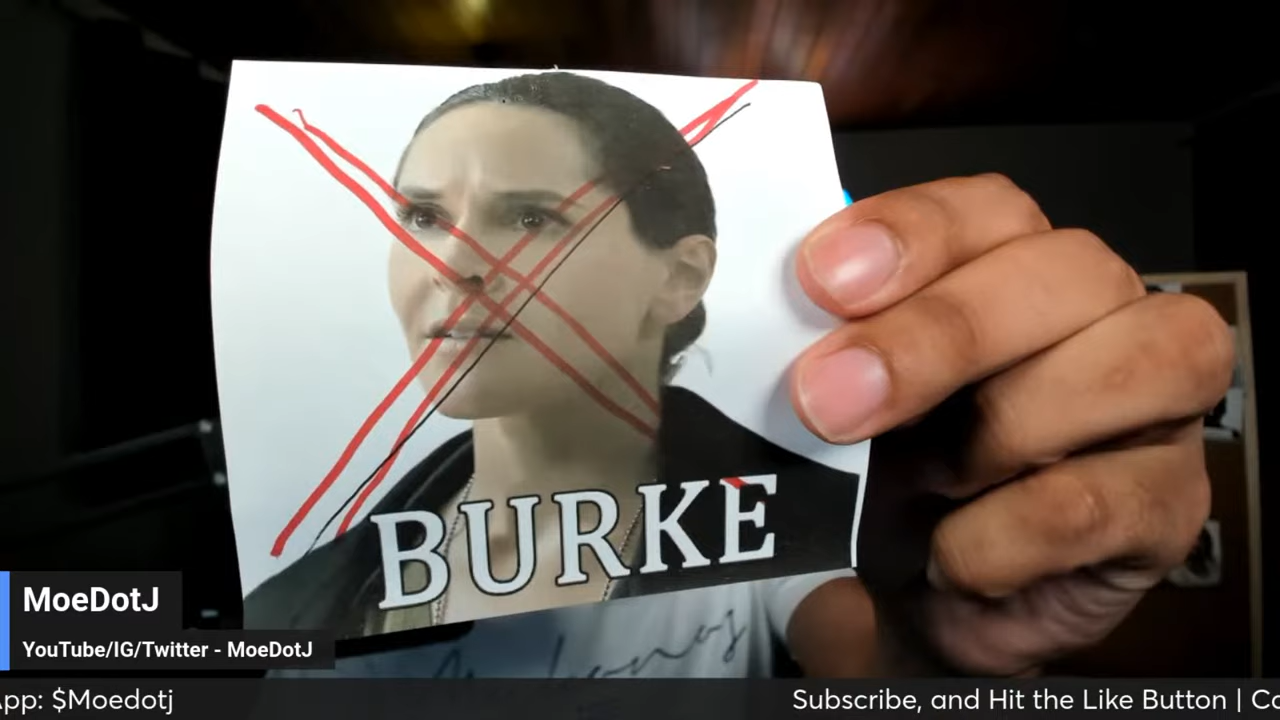 BURKE
MoeDotJ
YouTube/IG/Twitter - MoeDotJ
App: $Moedotj
Subscribe, and Hit the Like Button | Ca